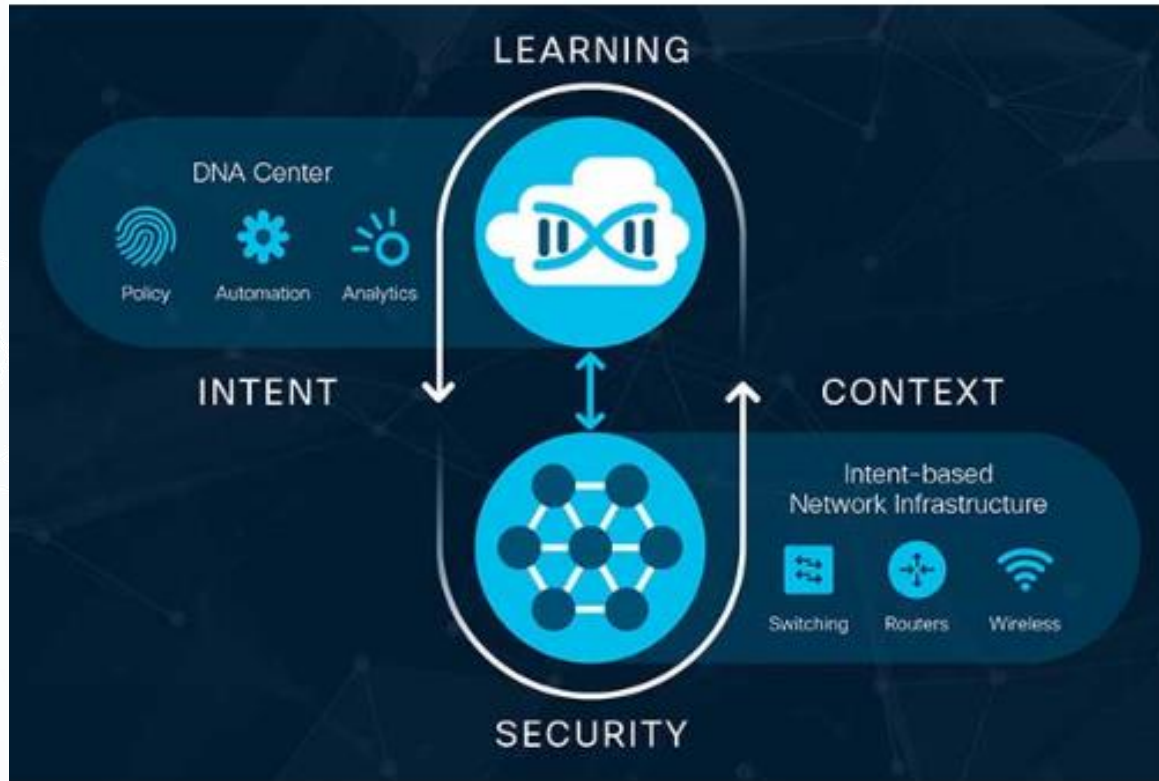 LEARNING
DNA Center
Policy Automation Analytics
INTENT
CONTEXT
Intent-based
Network Infrastructure
Switching Routers Wireless
SECURITY